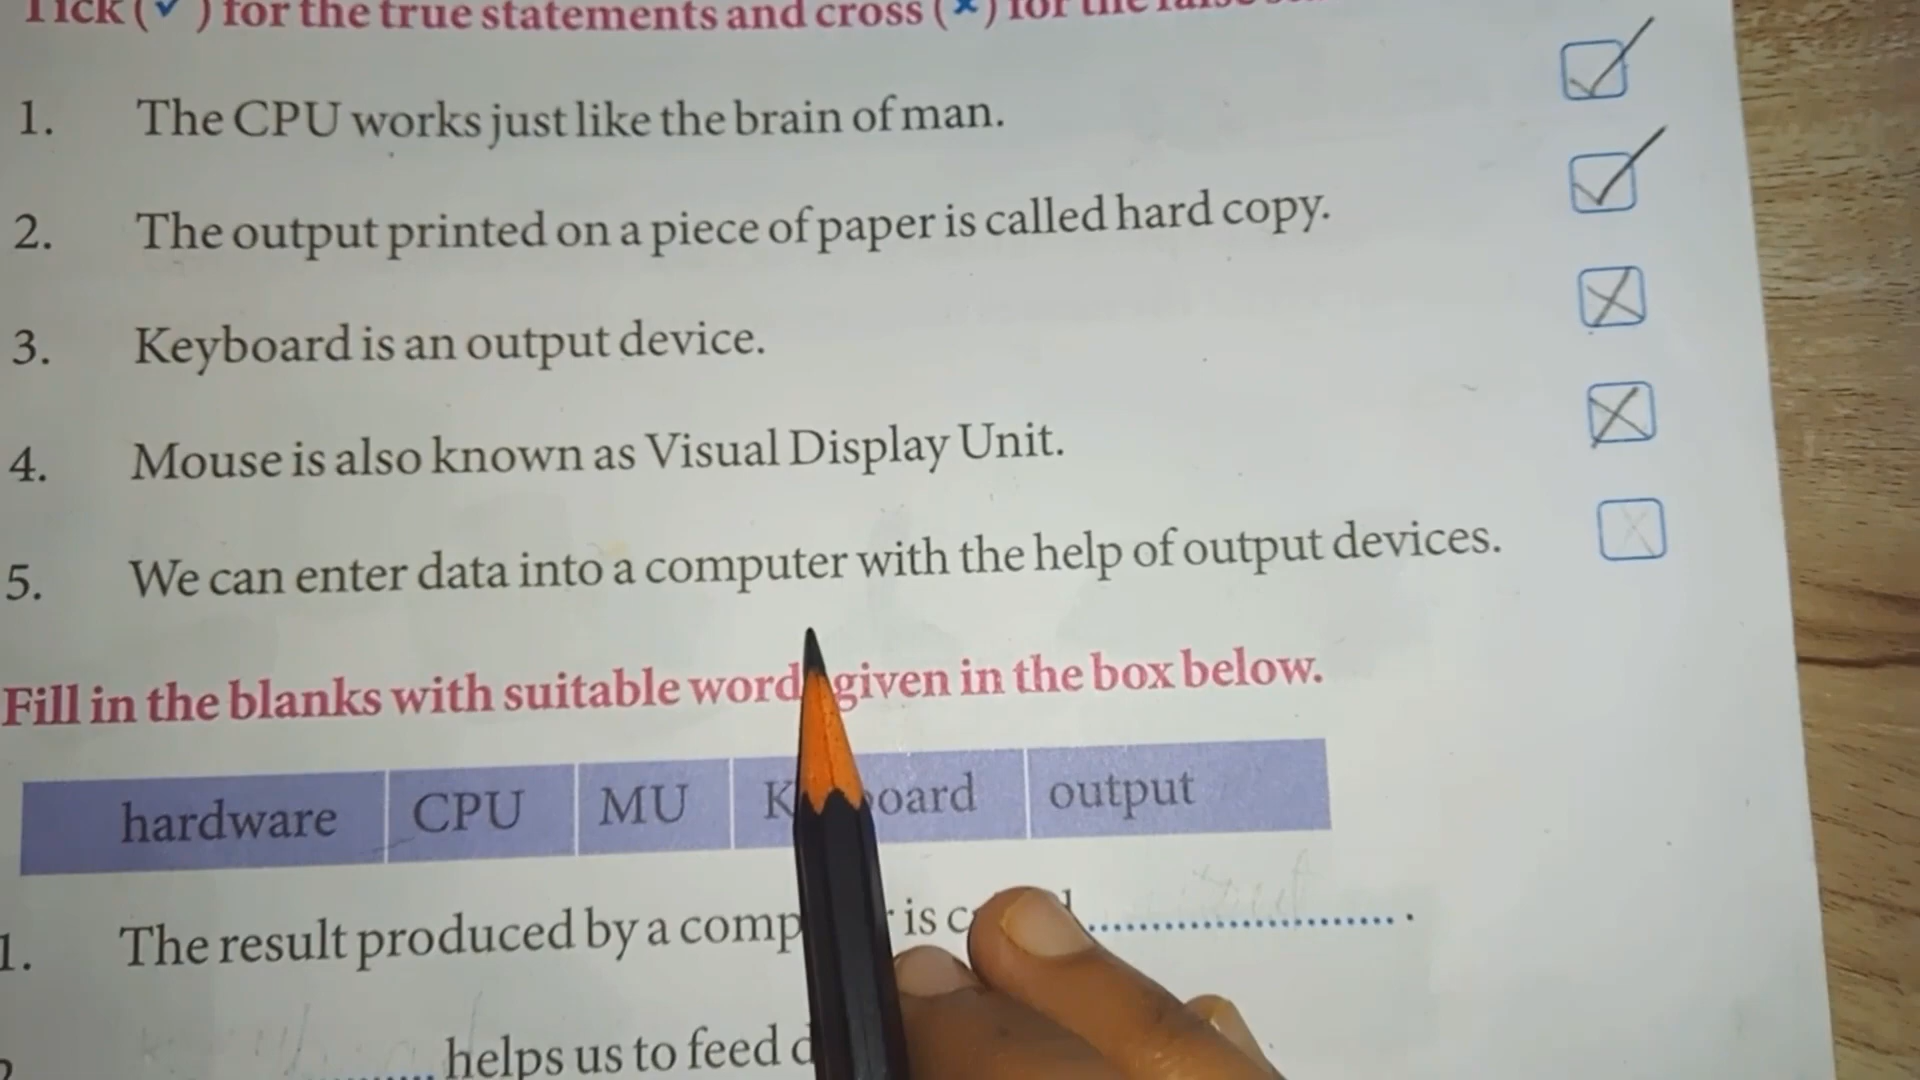 Tick (✓) for the true statements and cross (✗) for the
1. The CPU works just like the brain of man.
2. The output printed on a piece of paper is called hard copy.
3. Keyboard is an output device.
4. Mouse is also known as Visual Display Unit.
5. We can enter data into a computer with the help of output devices.
Fill in the blanks with suitable word given in the box below.
hardware CPU MU K oard output
1. The result produced by a comp is c .
helps us to feed d